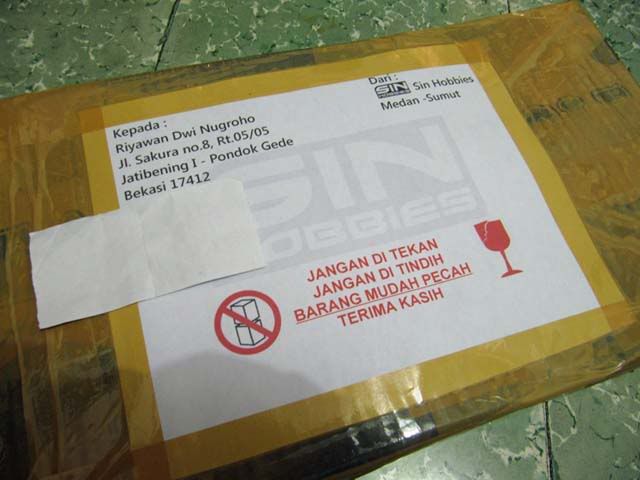 Kepada :
Riyawan Dwi Nugroho
Jl. Sakura no.8, Rt.05/05
Jatibening I - Pondok Gede
Bekasi 17412
Dari :
SIN HOBBIES Sin Hobbies
Medan -Sumut
SIN
HOBBIES
JANGAN DI TEKAN
JANGAN DI TINDIH
BARANG MUDAH PECAH
TERIMA KASIH